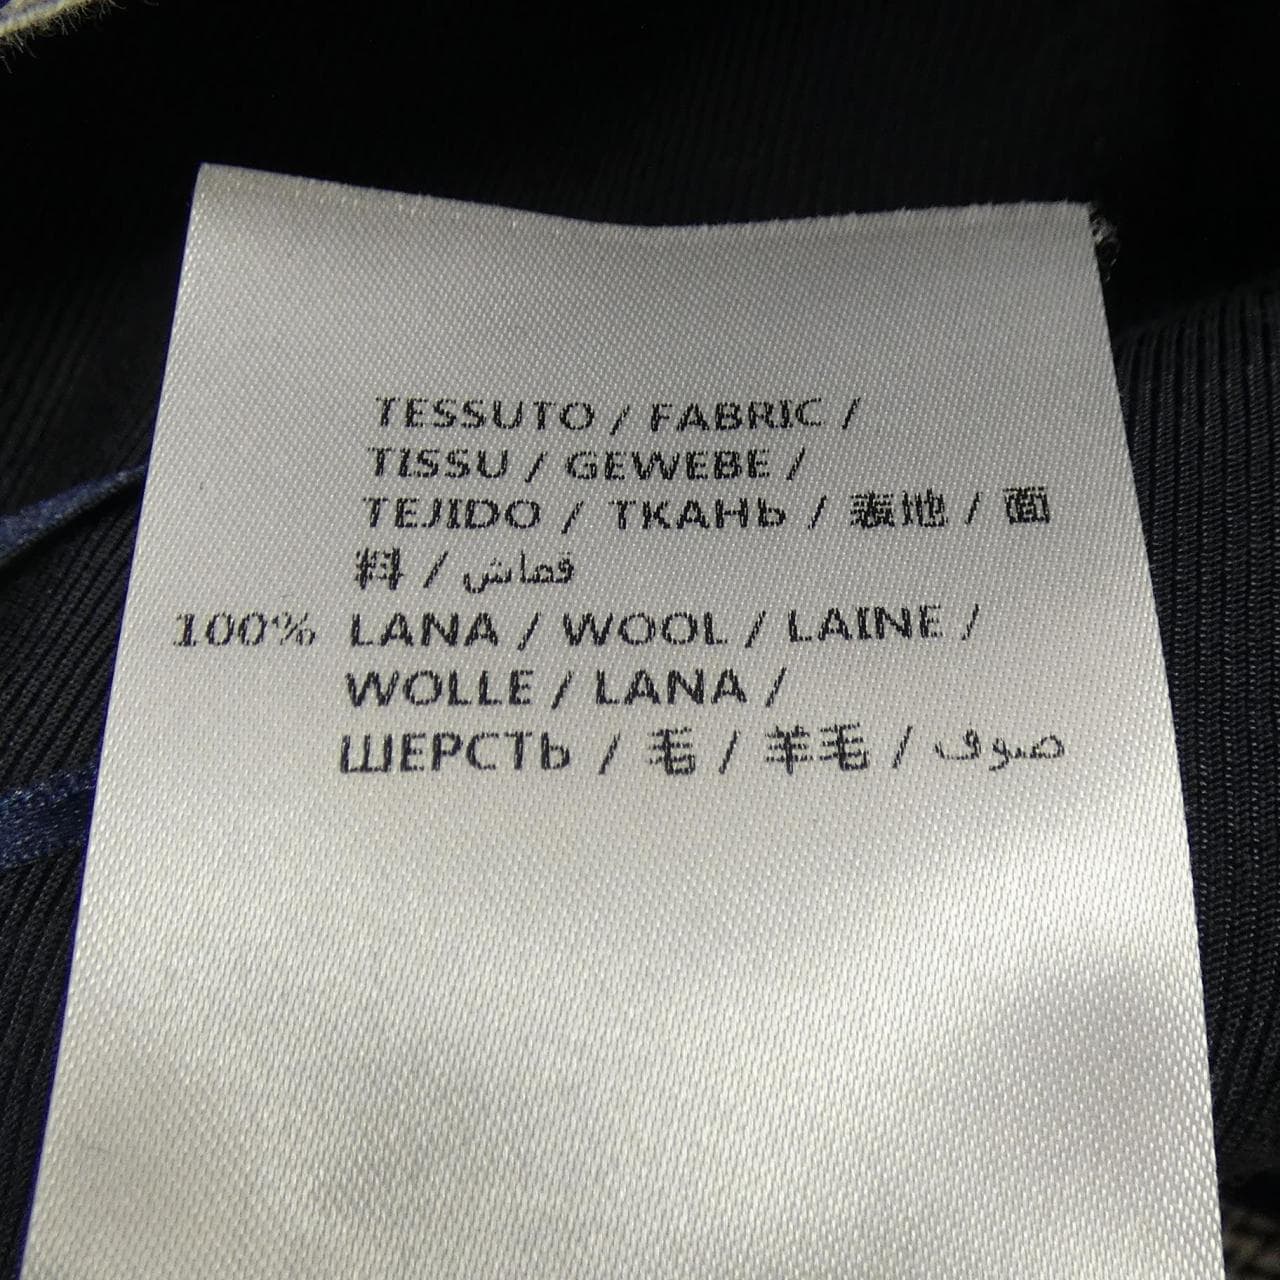 TESSUTO / FABRIC /
TISSU / GEWEBE /
TEJIDO / ТКАНЬ / 表地 / 面
料 / قماش
100% LANA / WOOL / LAINE /
WOLLE / LANA /
ШЕРСТЬ / 毛 / 羊毛 / صوف